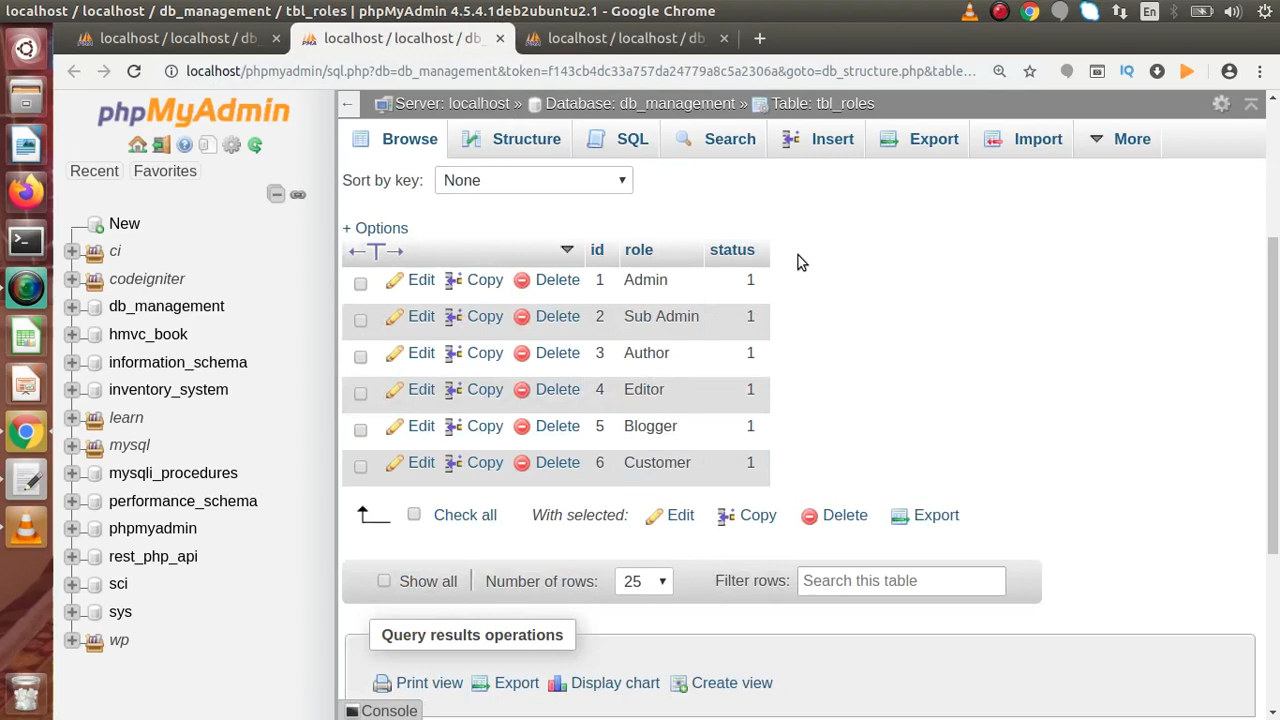 localhost / localhost / db_management / tbl_roles | phpMyAdmin 4.5.4.1deb2ubuntu2.1 - Google Chrome
En
localhost / localhost / db
localhost / localhost / db_
localhost / localhost / db
localhost/phpmyadmin/sql.php?db=db_management&token=f143cb4dc33a757da24779a8c5a2306a&goto=db_structure.php&table…
IQ
phpMyAdmin
Recent
Favorites
New
ci
codeigniter
db_management
hmvc_book
information_schema
inventory_system
learn
mysql
mysqli_procedures
performance_schema
phpmyadmin
rest_php_api
sci
sys
wp
Server: localhost » Database: db_management » Table: tbl_roles
Browse Structure SQL Search Insert Export Import More
Sort by key: None
+ Options
id role status
Edit Copy Delete 1 Admin 1
Edit Copy Delete 2 Sub Admin 1
Edit Copy Delete 3 Author 1
Edit Copy Delete 4 Editor 1
Edit Copy Delete 5 Blogger 1
Edit Copy Delete 6 Customer 1
Check all With selected: Edit Copy Delete Export
Show all Number of rows: 25 Filter rows: Search this table
Query results operations
Print view Export Display chart Create view
Console